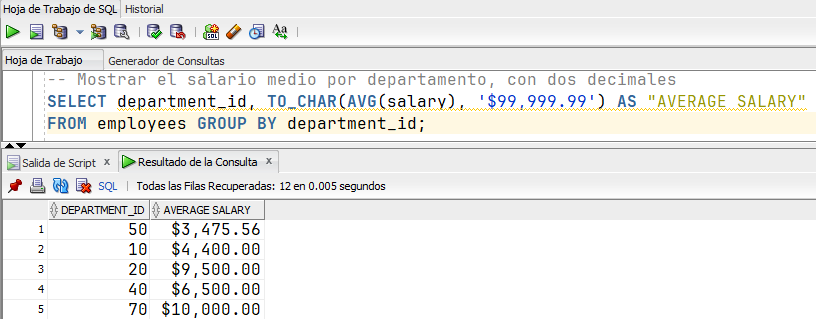 Hoja de Trabajo de SQL Historial
SQL
Aa
Hoja de Trabajo Generador de Consultas
-- Mostrar el salario medio por departamento, con dos decimales
SELECT department_id, TO_CHAR(AVG(salary), '$99,999.99') AS "AVERAGE SALARY"
FROM employees GROUP BY department_id;
Salida de Script x Resultado de la Consulta x
SQL | Todas las Filas Recuperadas: 12 en 0.005 segundos
DEPARTMENT_ID AVERAGE SALARY
1 50 $3,475.56
2 10 $4,400.00
3 20 $9,500.00
4 40 $6,500.00
5 70 $10,000.00